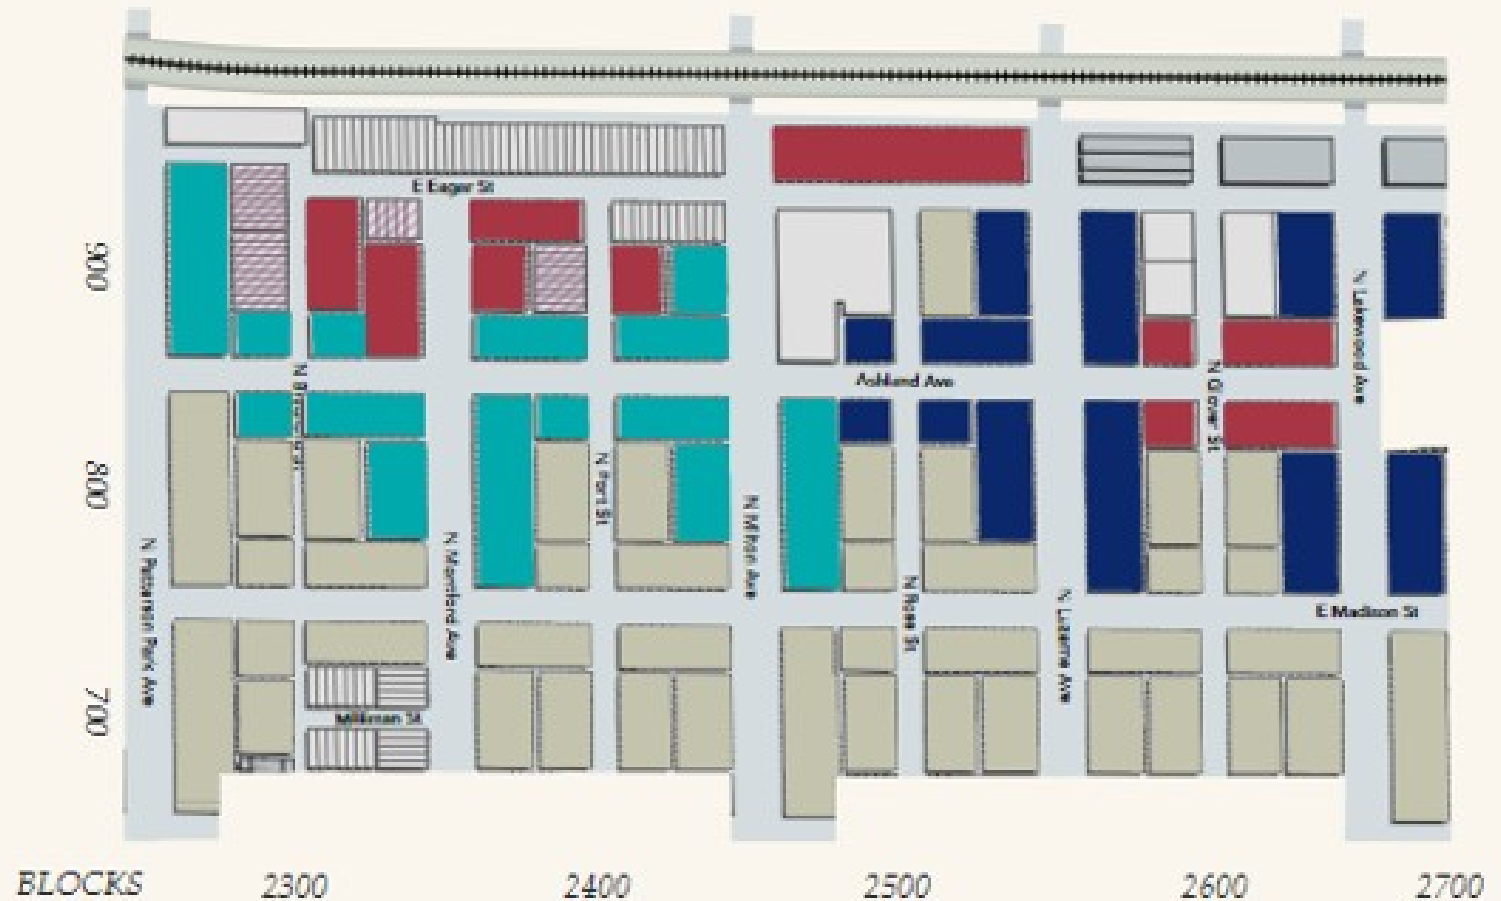 E Eager St
900
Ashland Ave
N Lakewood Ave
N Glover St
800
N Port St
N Montford Ave
N Milton Ave
N Patterson Park Ave
N Rose St
N Luzerne Ave
E Madison St
700
Milliman St
BLOCKS 2300 2400 2500 2600 2700